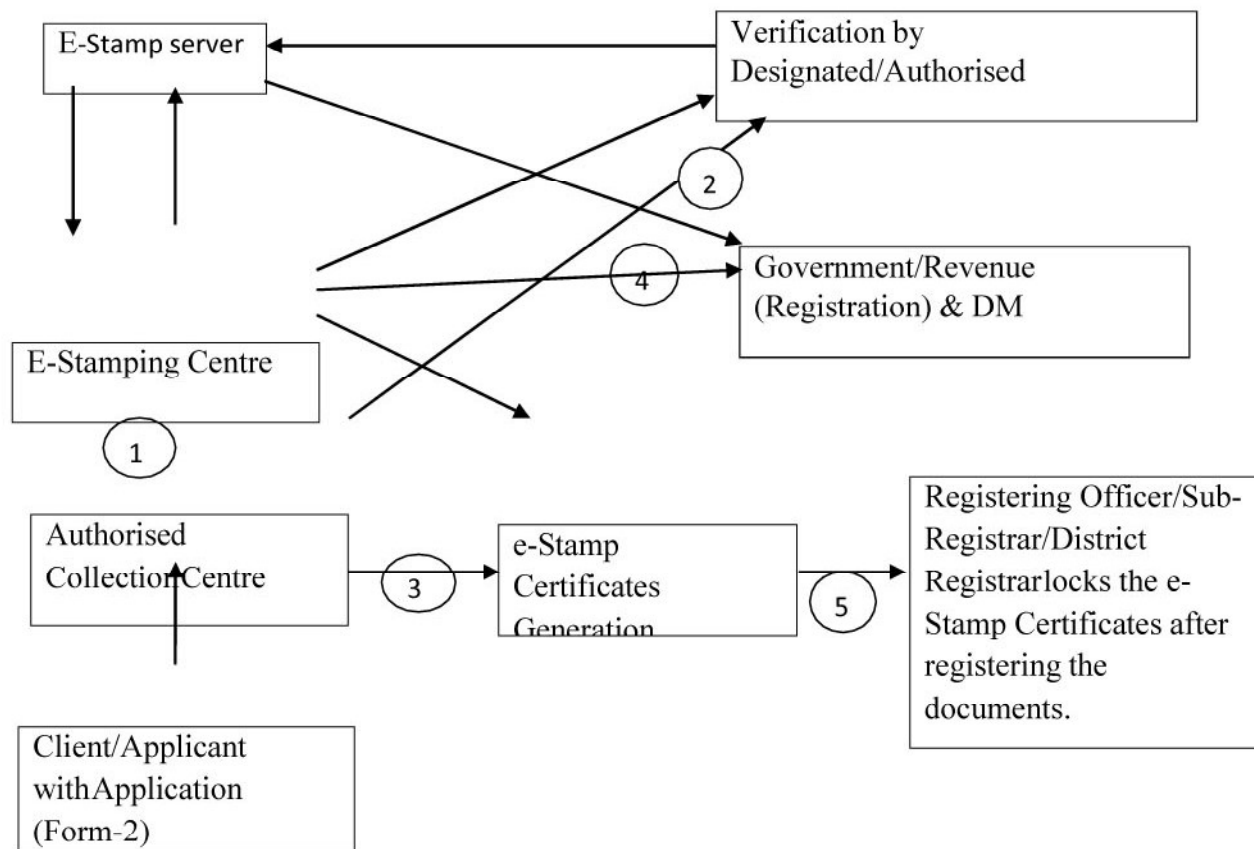 E-Stamp server
Verification by
Designated/Authorised
2
4
Government/Revenue
(Registration) & DM
E-Stamping Centre
1
Authorised
Collection Centre
3
e-Stamp
Certificates
Generation
5
Registering Officer/Sub-
Registrar/District
Registrarlocks the e-
Stamp Certificates after
registering the
documents.
Client/Applicant
withApplication
(Form-2)